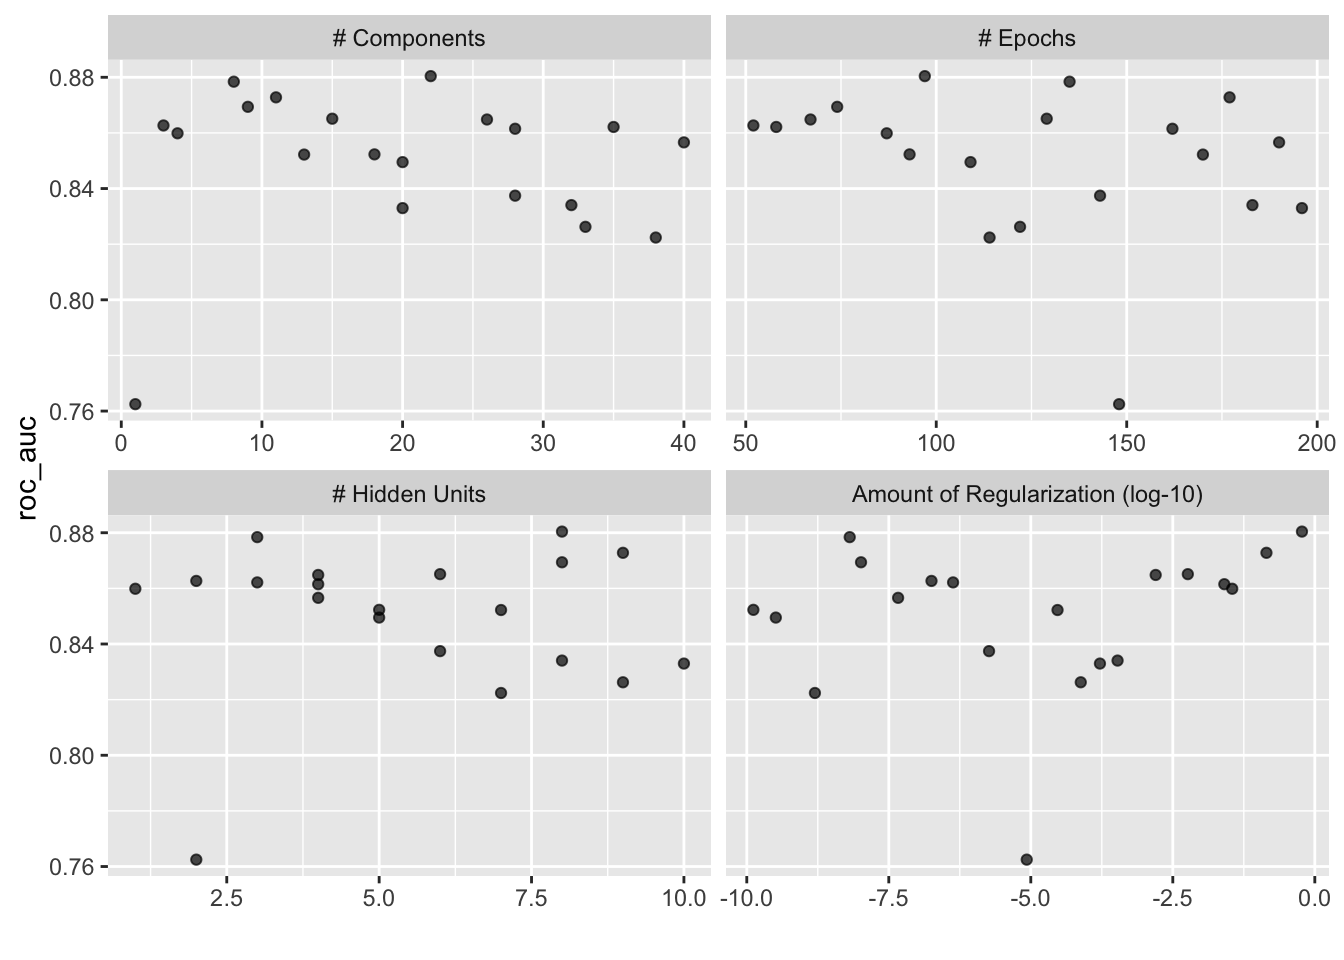 # Components
# Epochs
0.88
0.84
0.80
0.76
0 10 20 30 40
50 100 150 200
roc_auc
# Hidden Units
Amount of Regularization (log-10)
0.88
0.84
0.80
0.76
2.5 5.0 7.5 10.0
-10.0 -7.5 -5.0 -2.5 0.0